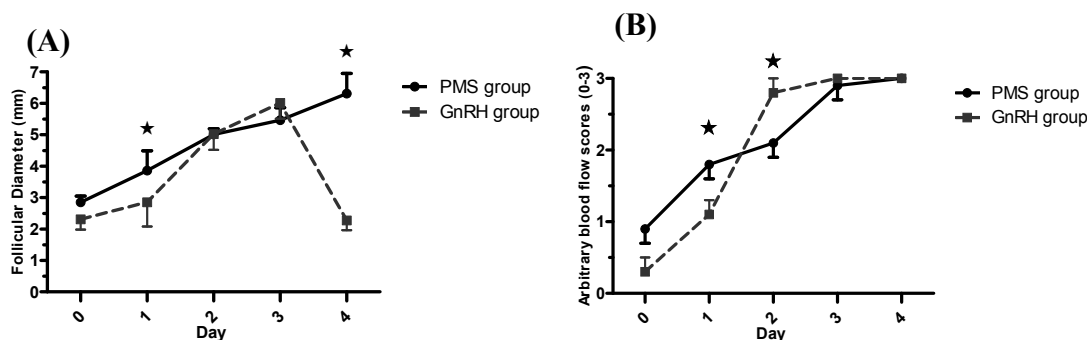 (A)
Follicular Diameter (mm)
7
6
5
4
3
2
1
0
0 1 2 3 4
Day
PMS group
GnRH group
(B)
Arbitrary blood flow scores (0-3)
3
2
1
0
0 1 2 3 4
Day
PMS group
GnRH group